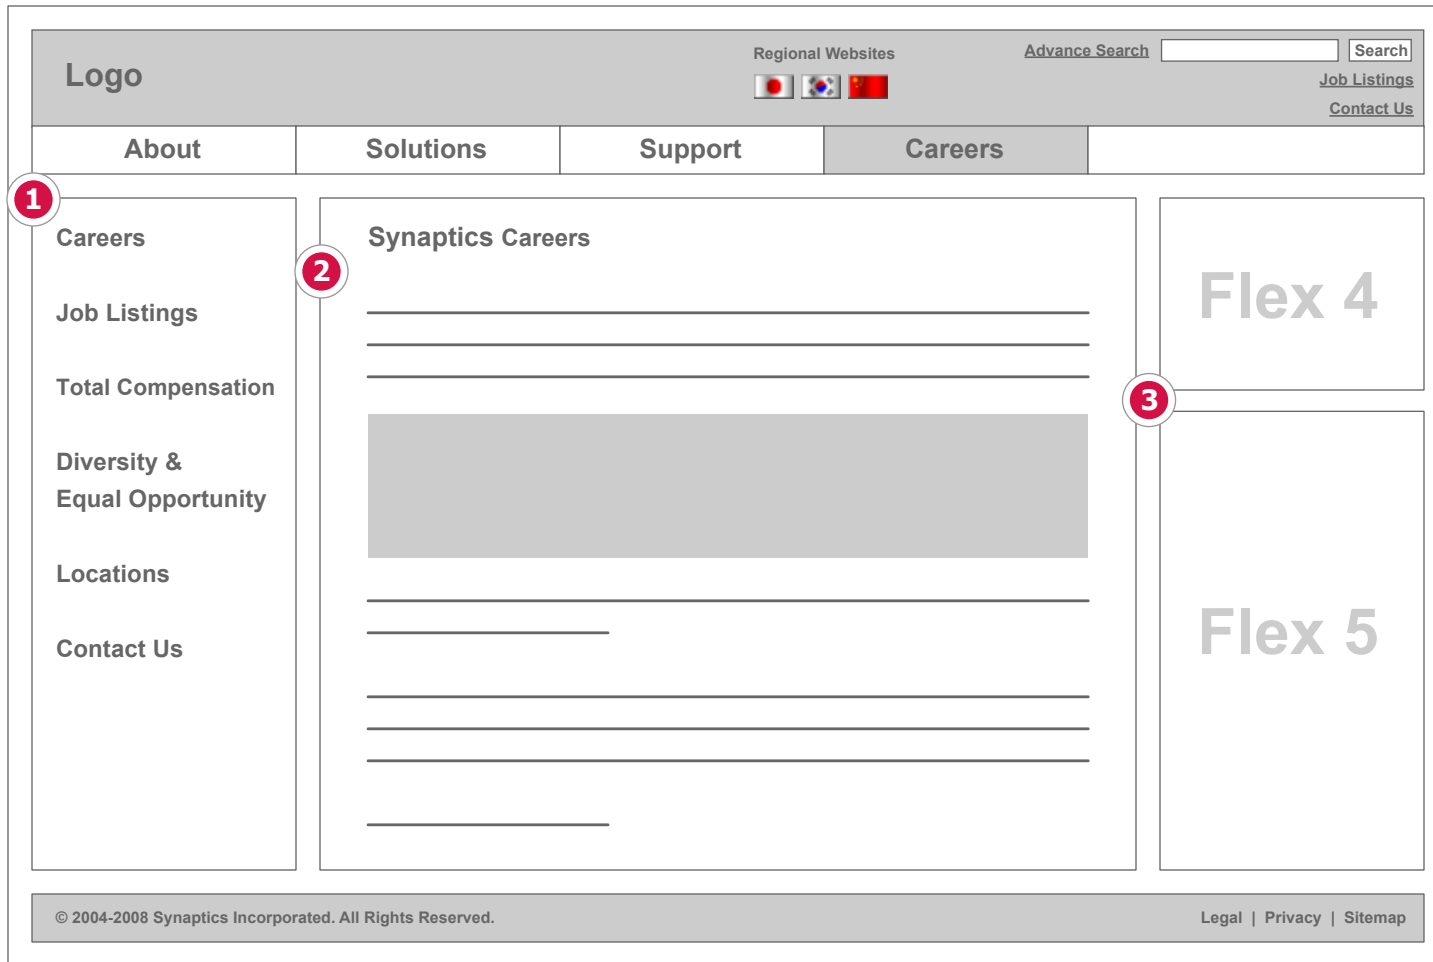 Logo
Regional Websites
Advance Search
Search
Job Listings
Contact Us
About
Solutions
Support
Careers
1
Careers
Job Listings
Total Compensation
Diversity &
Equal Opportunity
Locations
Contact Us
2
Synaptics Careers
3
Flex 4
Flex 5
© 2004-2008 Synaptics Incorporated. All Rights Reserved.
Legal | Privacy | Sitemap